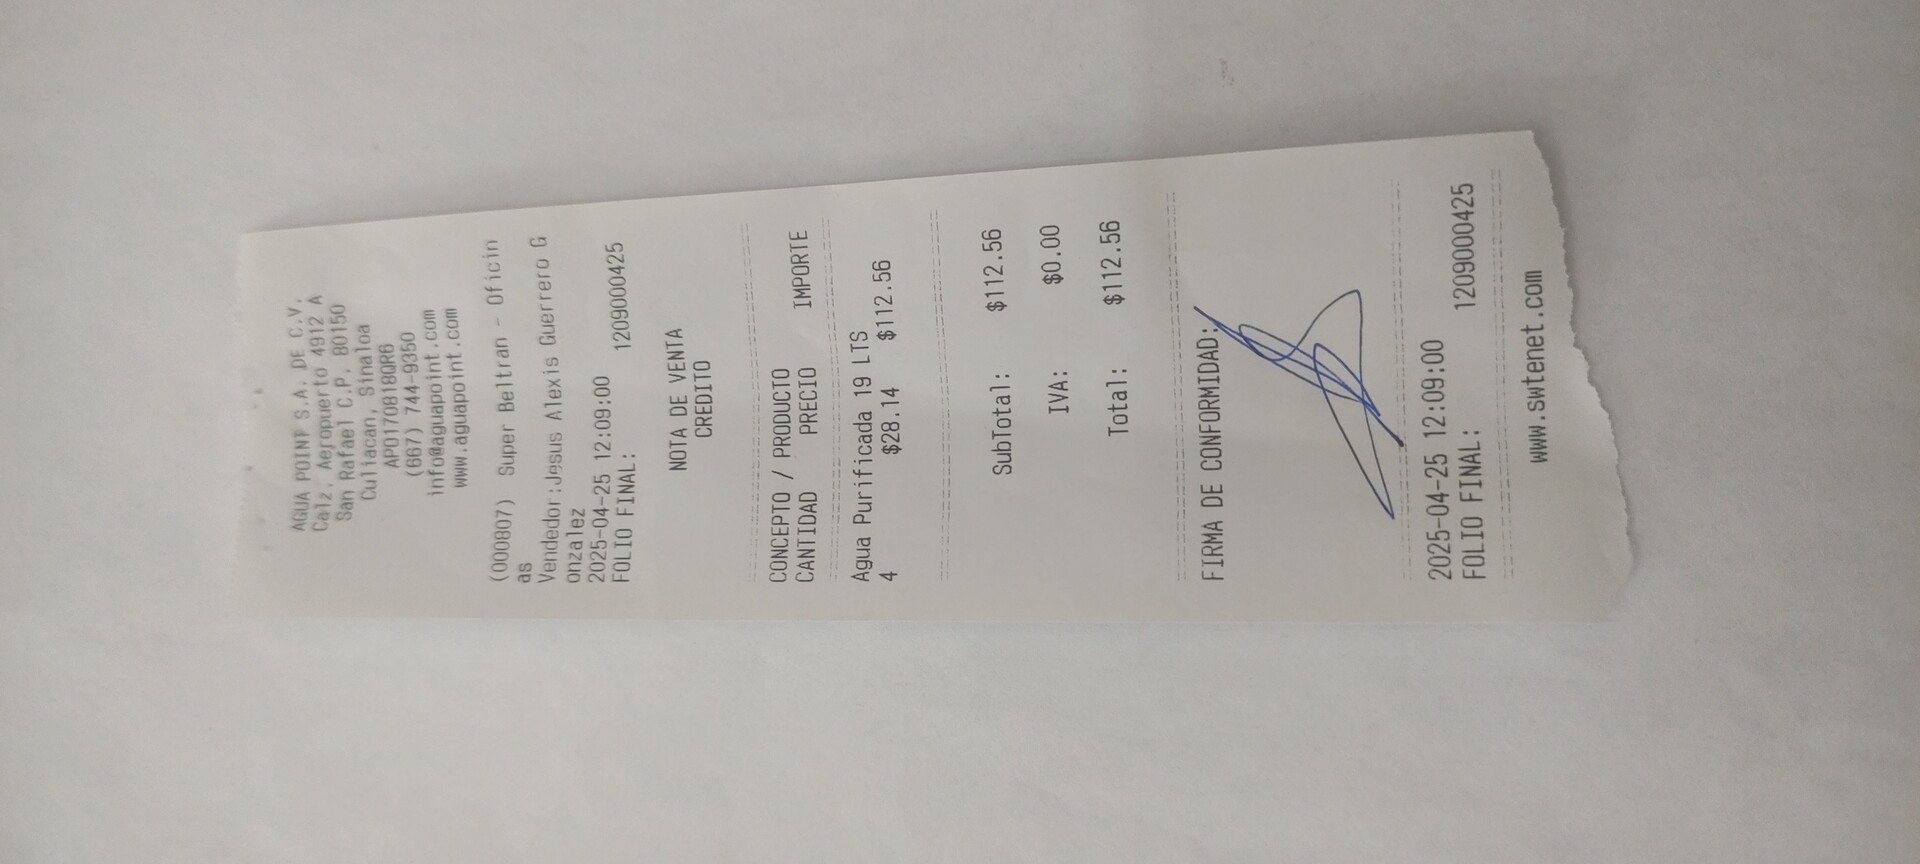 AGUA POINT S.A. DE C.V.
Calz. Aeropuerto 4912 A
San Rafael C.P. 80150
Culiacan, Sinaloa
APO170818QR6
(667) 744-9350
info@aguapoint.com
www.aguapoint.com
(000807) Super Beltran - Oficin
as
Vendedor:Jesus Alexis Guerrero G
onzalez
2025-04-25 12:09:00
FOLIO FINAL: 1209000425
NOTA DE VENTA
CREDITO
CONCEPTO / PRODUCTO
CANTIDAD PRECIO IMPORTE
Agua Purificada 19 LTS
4 $28.14 $112.56
SubTotal: $112.56
IVA: $0.00
Total: $112.56
FIRMA DE CONFORMIDAD:
2025-04-25 12:09:00
FOLIO FINAL: 1209000425
www.swtenet.com